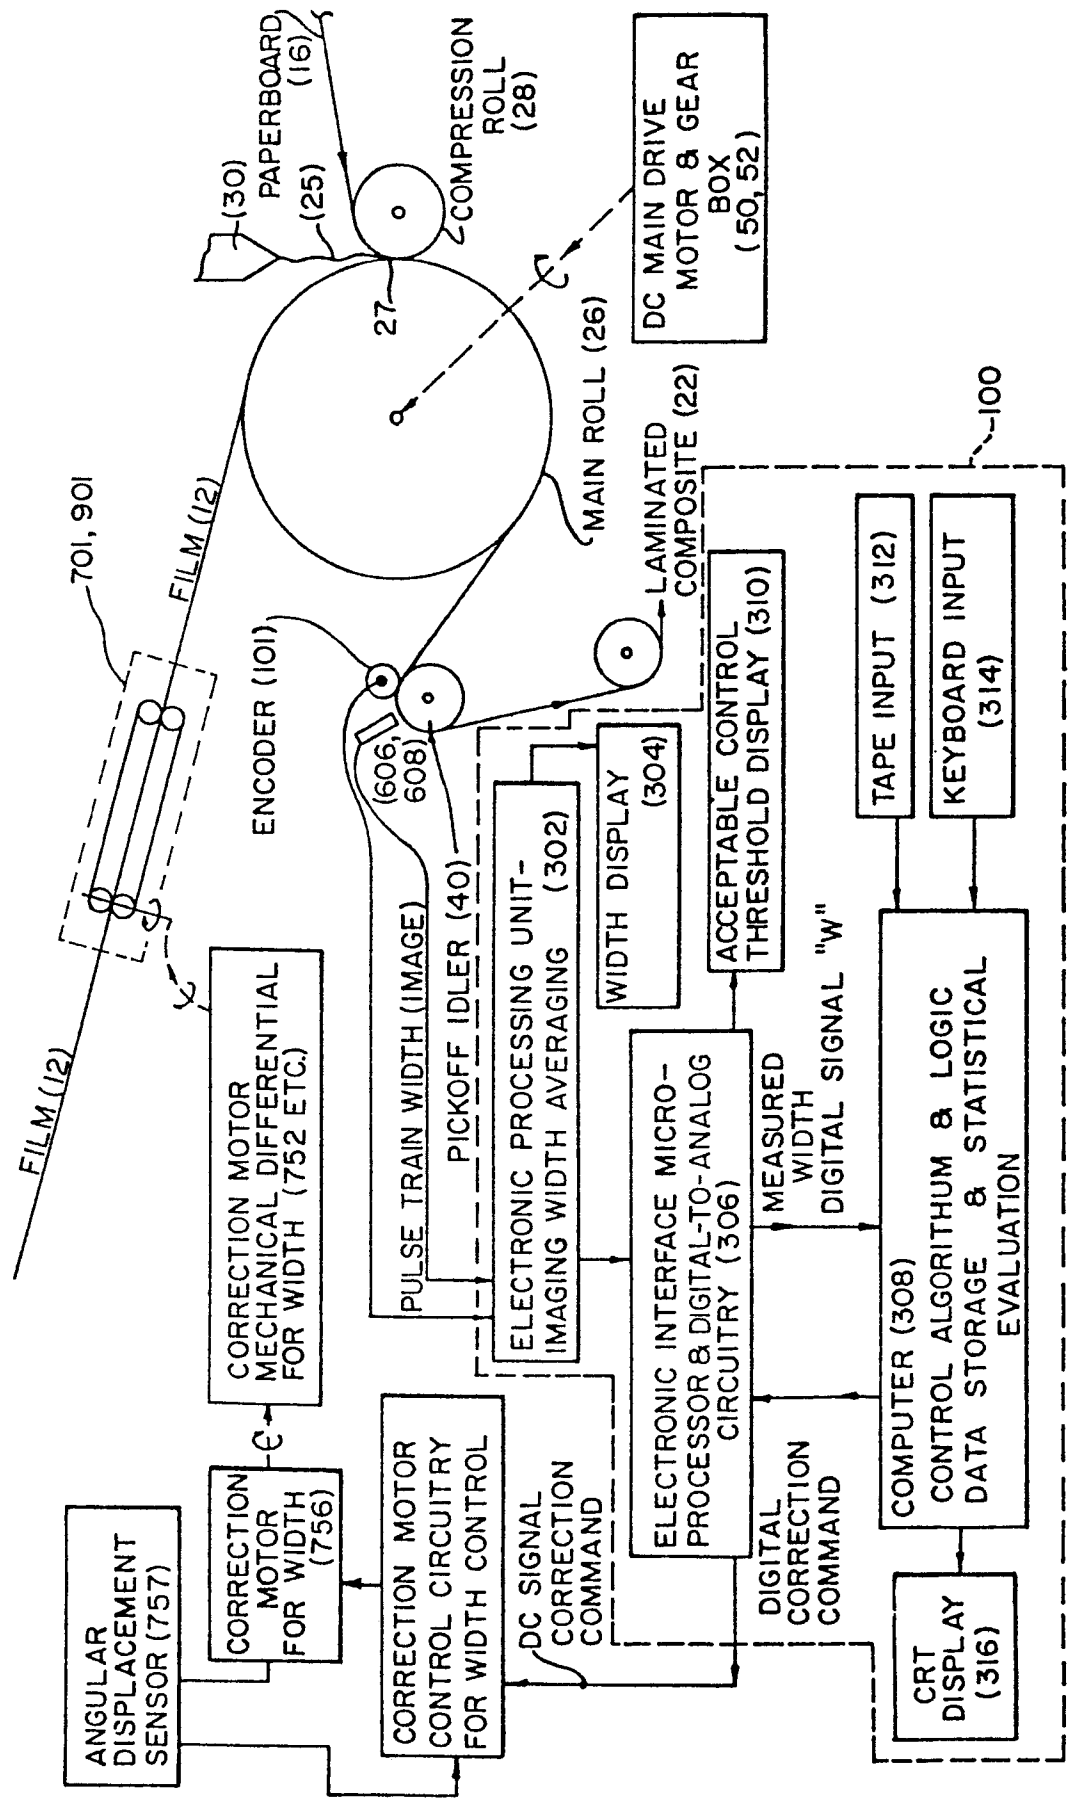 FILM (12)
701, 901
FILM (12)
(30)
PAPERBOARD
(16)
(25)
27
COMPRESSION
ROLL
(28)
ENCODER (101)
MAIN ROLL (26)
DC MAIN DRIVE
MOTOR & GEAR
BOX
(50, 52)
ANGULAR
DISPLACEMENT
SENSOR (757)
CORRECTION
MOTOR
FOR WIDTH
(756)
CORRECTION MOTOR
MECHANICAL DIFFERENTIAL
FOR WIDTH (752 ETC.)
(606,
608)
PULSE TRAIN WIDTH (IMAGE)
PICKOFF IDLER (40)
LAMINATED
COMPOSITE (22)
CORRECTION MOTOR
CONTROL CIRCUITRY
FOR WIDTH CONTROL
ELECTRONIC PROCESSING UNIT-
IMAGING WIDTH AVERAGING (302)
WIDTH DISPLAY
(304)
DC SIGNAL
CORRECTION
COMMAND
ELECTRONIC INTERFACE MICRO-
PROCESSOR & DIGITAL-TO-ANALOG
CIRCUITRY (306)
ACCEPTABLE CONTROL
THRESHOLD DISPLAY (310)
100
DIGITAL
CORRECTION
COMMAND
MEASURED
WIDTH
DIGITAL SIGNAL "W"
TAPE INPUT (312)
KEYBOARD INPUT
(314)
COMPUTER (308)
CONTROL ALGORITHUM & LOGIC
DATA STORAGE & STATISTICAL
EVALUATION
CRT
DISPLAY
(316)